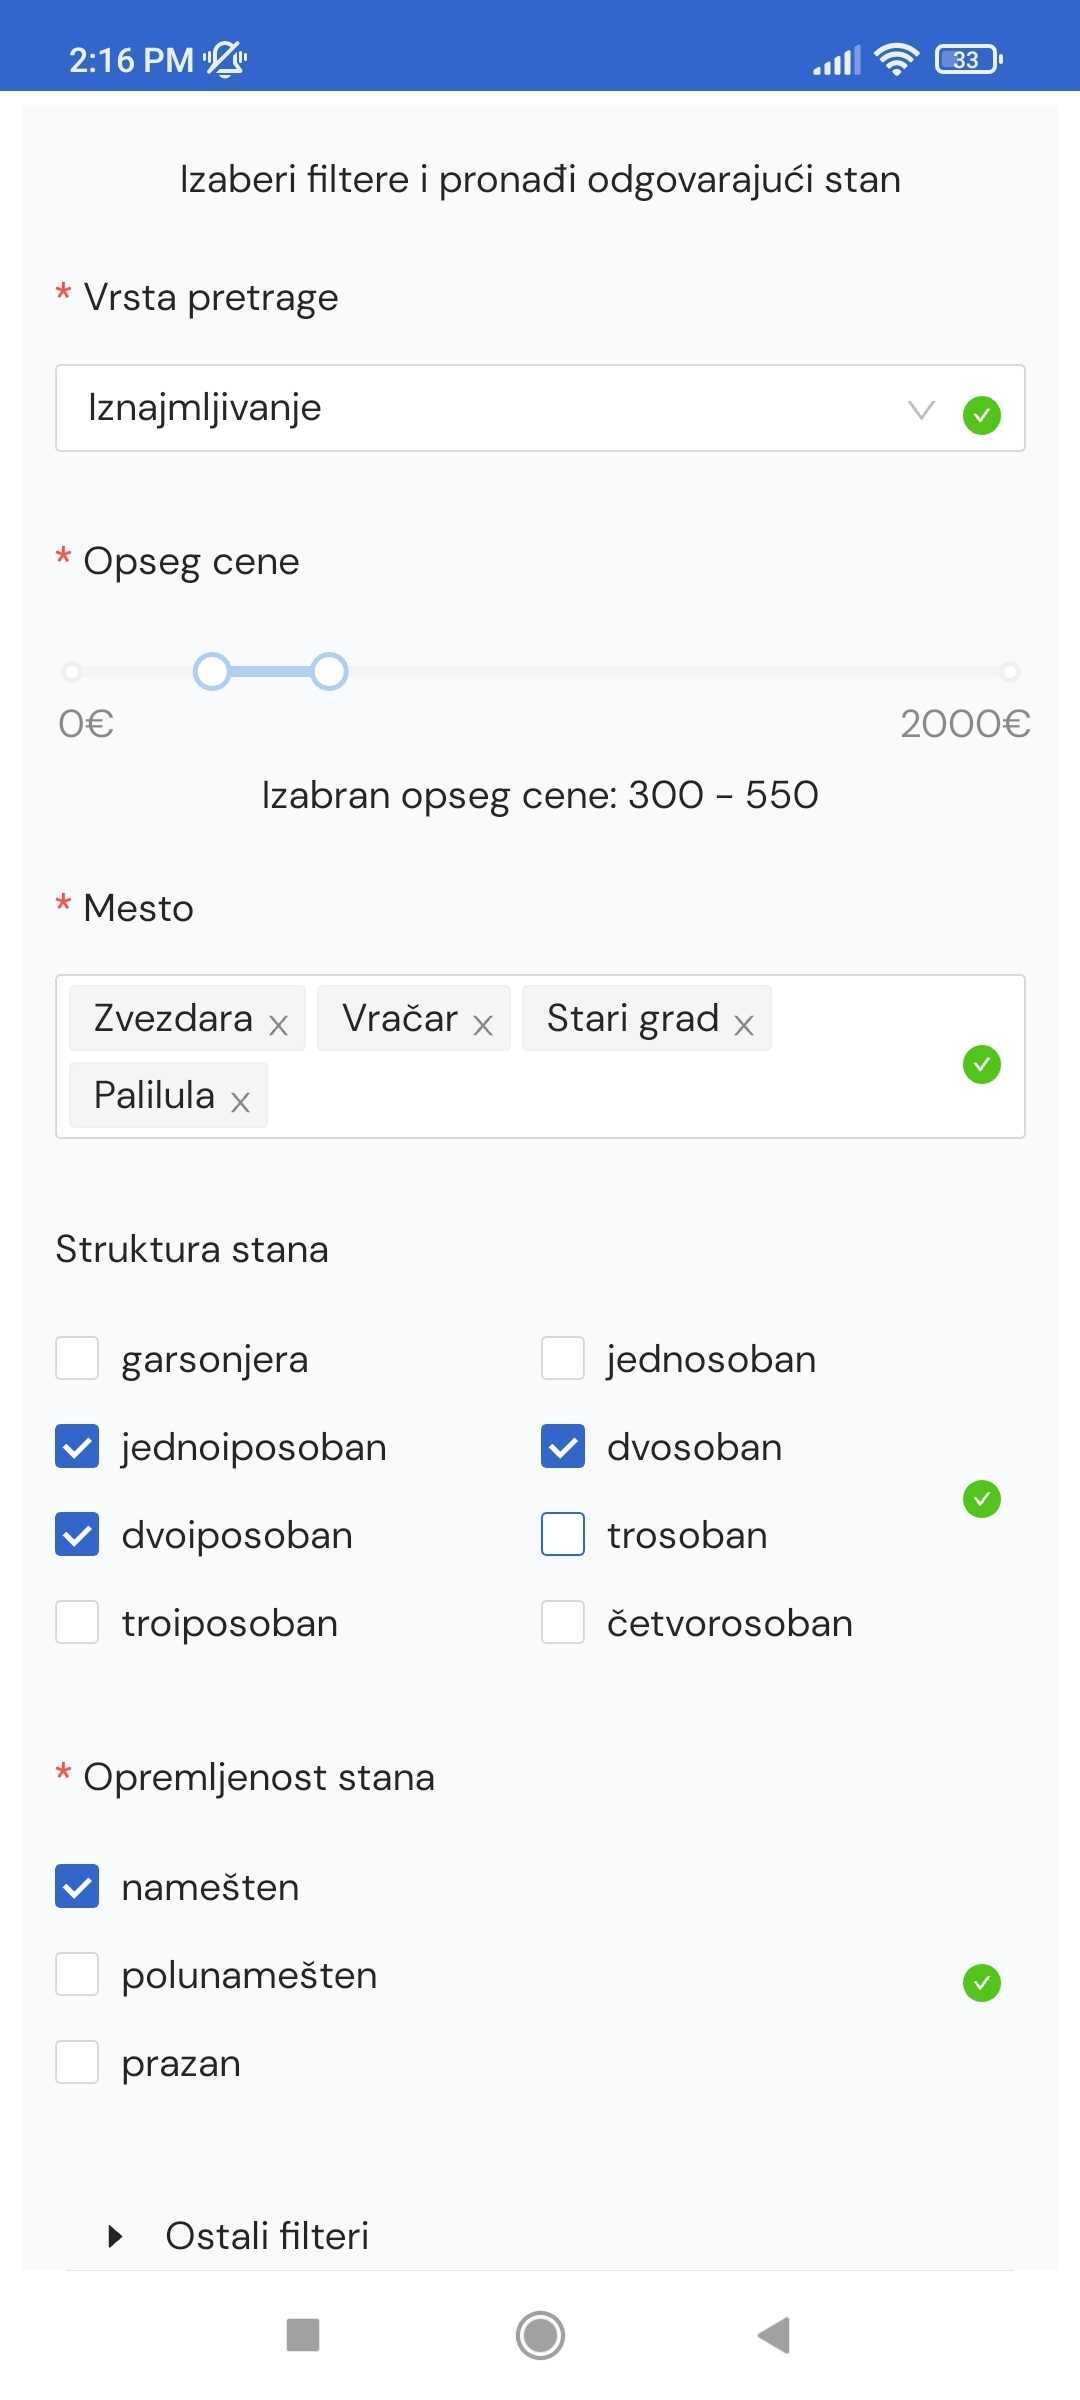 2:16 PM
33
Izaberi filtere i pronađi odgovarajući stan
* Vrsta pretrage
Iznajmljivanje
* Opseg cene
0€ 2000€
Izabran opseg cene: 300 - 550
* Mesto
Zvezdara x Vračar x Stari grad x
Palilula x
Struktura stana
garsonjera jednosoban
jednoiposoban dvosoban
dvoiposoban trosoban
troiposoban četvorosoban
* Opremljenost stana
namešten
polunamešten
prazan
Ostali filteri